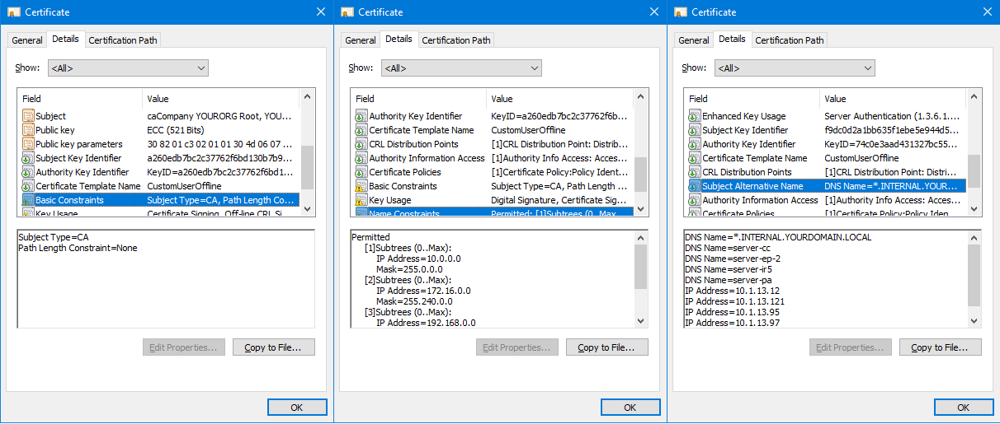 Certificate
General Details Certification Path
Show: <All>
Field Value
Subject caCompany YOURORG Root, YOU...
Public key ECC (521 Bits)
Public key parameters 30 82 01 c3 02 01 01 30 4d 06 07 ...
Subject Key Identifier a260edb7bc2c37762f6bd130b7b9...
Authority Key Identifier KeyID=a260edb7bc2c37762f6bd1...
Certificate Template Name CustomUserOffline
Basic Constraints Subject Type=CA, Path Length Co...
Key Usage Certificate Signing, Off-line CRL Si...
Subject Type=CA
Path Length Constraint=None
Edit Properties... Copy to File...
OK
Certificate
General Details Certification Path
Show: <All>
Field Value
Authority Key Identifier KeyID=a260edb7bc2c37762f6b...
Certificate Template Name CustomUserOffline
CRL Distribution Points [1]CRL Distribution Point: Distrib...
Authority Information Access [1]Authority Info Access: Acces...
Certificate Policies [1]Certificate Policy:Policy Ident...
Basic Constraints Subject Type=CA, Path Length ...
Key Usage Digital Signature, Certificate Sig...
Name Constraints Permitted: [1]Subtrees (0..Max...
Permitted
[1]Subtrees (0..Max):
IP Address=10.0.0.0
Mask=255.0.0.0
[2]Subtrees (0..Max):
IP Address=172.16.0.0
Mask=255.240.0.0
[3]Subtrees (0..Max):
IP Address=192.168.0.0
Edit Properties... Copy to File...
OK
Certificate
General Details Certification Path
Show: <All>
Field Value
Enhanced Key Usage Server Authentication (1.3.6.1....
Subject Key Identifier f9dc0d2a1bb635f1ebe5e944d5...
Authority Key Identifier KeyID=74c0e3aad431327bc55...
Certificate Template Name CustomUserOffline
CRL Distribution Points [1]CRL Distribution Point: Distri...
Subject Alternative Name DNS Name=*.INTERNAL.YOUR...
Authority Information Access [1]Authority Info Access: Acces...
Certificate Policies [1]Certificate Policy:Policy Iden...
DNS Name=*.INTERNAL.YOURDOMAIN.LOCAL
DNS Name=server-cc
DNS Name=server-ep-2
DNS Name=server-ir5
DNS Name=server-pa
IP Address=10.1.13.12
IP Address=10.1.13.121
IP Address=10.1.13.95
IP Address=10.1.13.97
Edit Properties... Copy to File...
OK